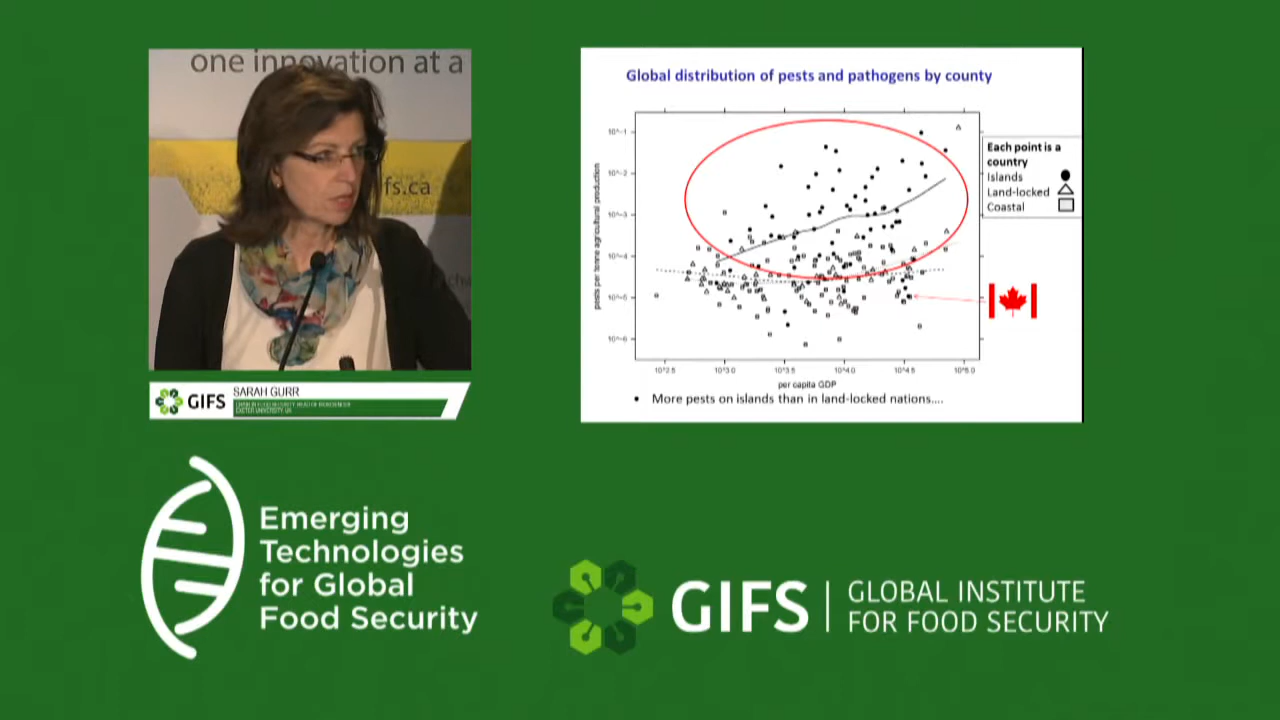 one innovation at a
fs.ca
GIFS
SARAH GURR
EXETER UNIVERSITY, UK
Global distribution of pests and pathogens by county
pests per tonne agricultural production
10^-1
10^-2
10^-3
10^-4
10^-5
10^-6
10^2.5
10^3.0
10^3.5
10^4.0
10^4.5
10^5.0
per capita GDP
Each point is a
country
Islands
Land-locked
Coastal
• More pests on islands than in land-locked nations....
Emerging
Technologies
for Global
Food Security
GIFS
GLOBAL INSTITUTE
FOR FOOD SECURITY